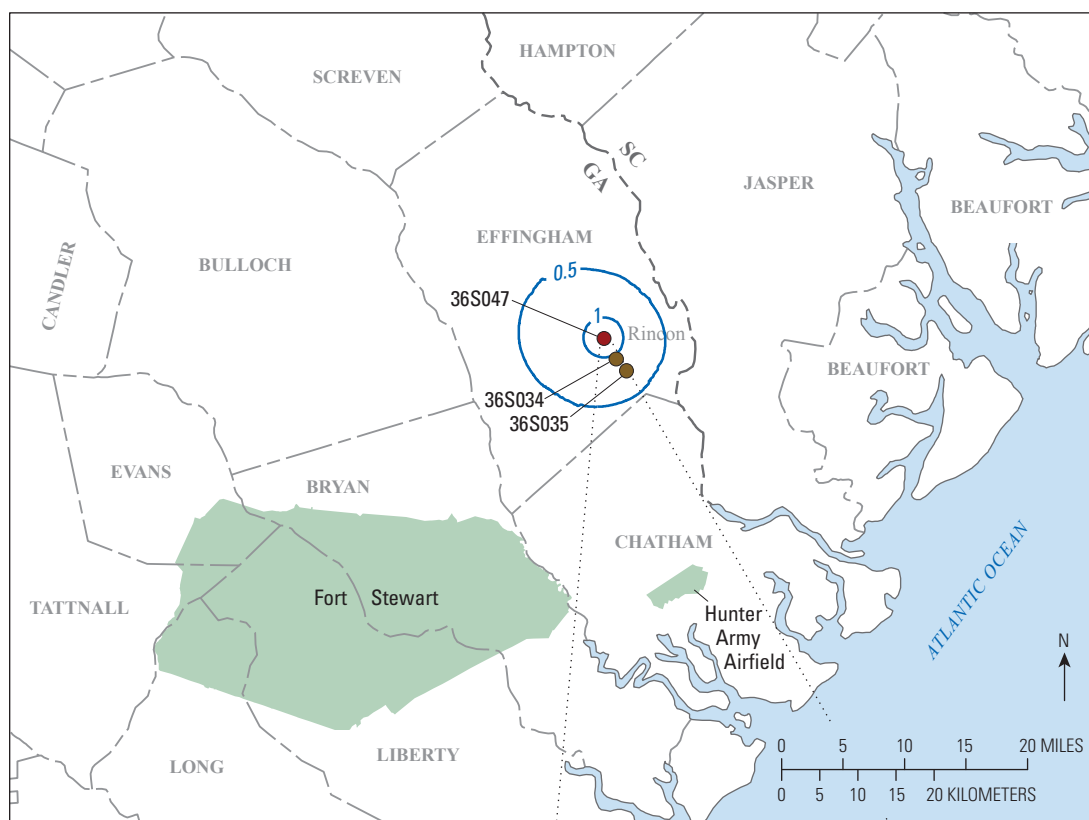 HAMPTON
SCREVEN
SC
GA
JASPER
BEAUFORT
EFFINGHAM
CANDLER
BULLOCH
0.5
36S047
1
Rincon
BEAUFORT
36S034
36S035
EVANS
BRYAN
CHATHAM
ATLANTIC OCEAN
TATTNALL
Fort Stewart
Hunter
Army
Airfield
N
LONG
LIBERTY
0 5 10 15 20 MILES
0 5 10 15 20 KILOMETERS